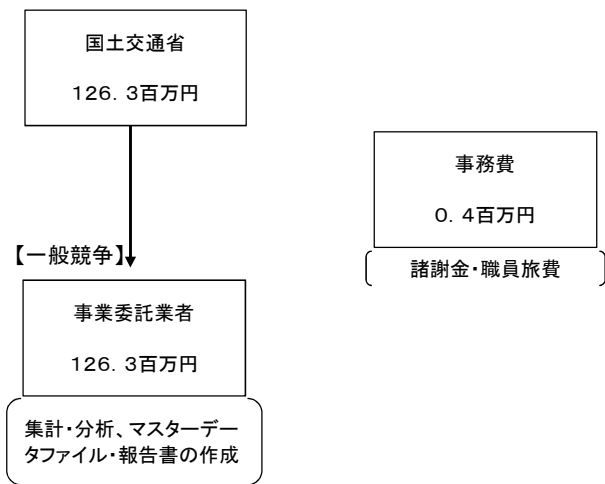 国土交通省
126.3百万円
事務費
0.4百万円
諸謝金・職員旅費
【一般競争】
事業委託業者
126.3百万円
集計・分析、マスターデー
タファイル・報告書の作成